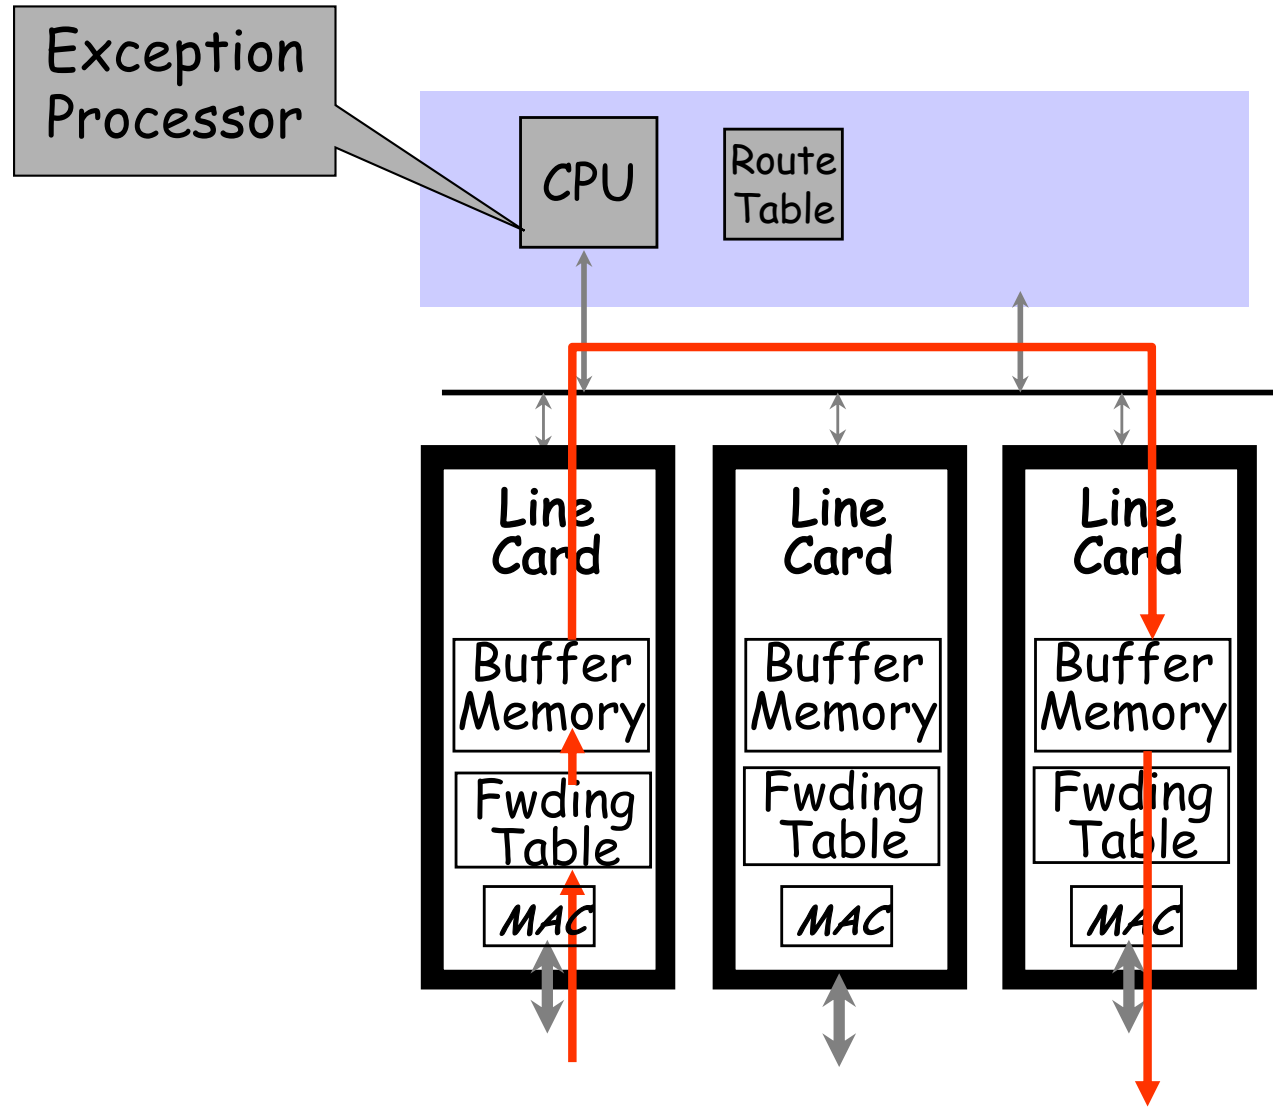 Exception
Processor
CPU
Route
Table
Line
Card
Buffer
Memory
Fwding
Table
MAC
Line
Card
Buffer
Memory
Fwding
Table
MAC
Line
Card
Buffer
Memory
Fwding
Table
MAC